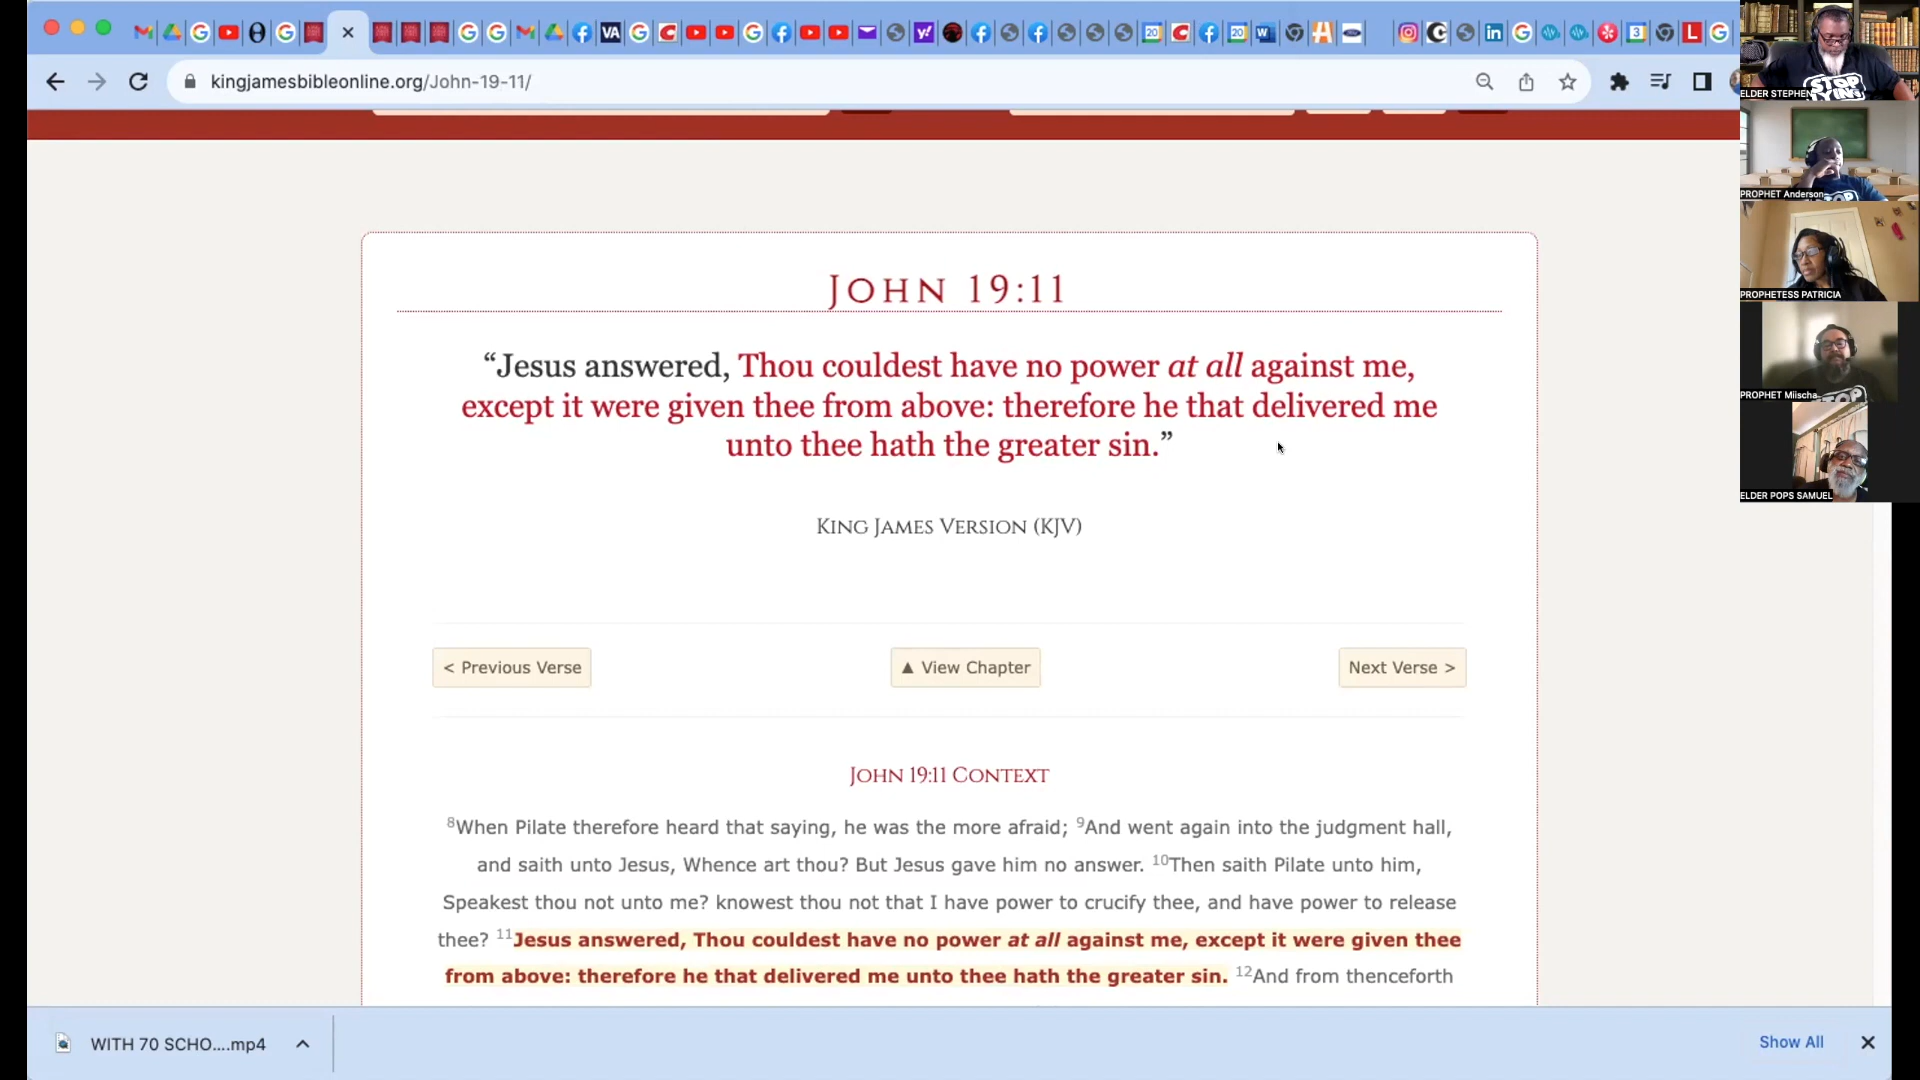 kingjamesbibleonline.org/John-19-11/
JOHN 19:11
“Jesus answered, Thou couldest have no power at all against me,
except it were given thee from above: therefore he that delivered me
unto thee hath the greater sin.”
KING JAMES VERSION (KJV)
< Previous Verse
▲ View Chapter
Next Verse >
JOHN 19:11 CONTEXT
8When Pilate therefore heard that saying, he was the more afraid; 9And went again into the judgment hall,
and saith unto Jesus, Whence art thou? But Jesus gave him no answer. 10Then saith Pilate unto him,
Speakest thou not unto me? knowest thou not that I have power to crucify thee, and have power to release
thee? 11Jesus answered, Thou couldest have no power at all against me, except it were given thee
from above: therefore he that delivered me unto thee hath the greater sin. 12And from thenceforth
WITH 70 SCHO....mp4
Show All
ELDER STEPHEN
STOP
LYING
PROPHET Anderson
STOP
PROPHETESS PATRICIA
PROPHET Miischa
STOP
ELDER POPS SAMUEL